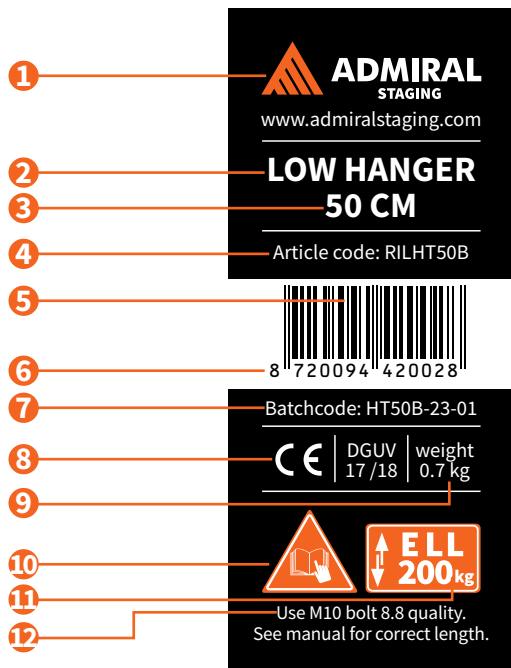 1
ADMIRAL
STAGING
www.admiralstaging.com
2
LOW HANGER
3
50 CM
4
Article code: RILHT50B
5
6
8 720094 420028
7
Batchcode: HT50B-23-01
8
CE
DGUV
17 /18
weight
0.7 kg
9
10
ELL
200kg
11
12
Use M10 bolt 8.8 quality.
See manual for correct length.